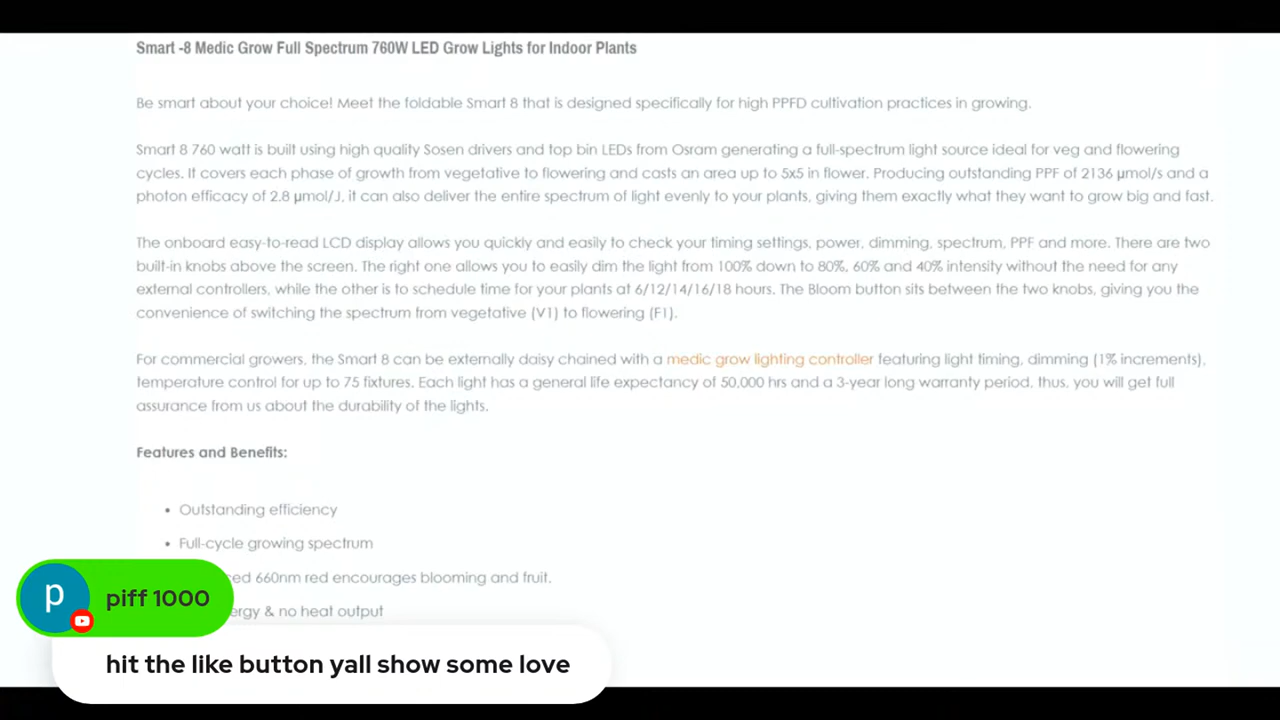 Smart -8 Medic Grow Full Spectrum 760W LED Grow Lights for Indoor Plants
Be smart about your choice! Meet the foldable Smart 8 that is designed specifically for high PPFD cultivation practices in growing.
Smart 8 760 watt is built using high quality Sosen drivers and top bin LEDs from Osram generating a full-spectrum light source ideal for veg and flowering
cycles. It covers each phase of growth from vegetative to flowering and casts an area up to 5x5 in flower. Producing outstanding PPF of 2136 µmol/s and a
photon efficacy of 2.8 µmol/J, it can also deliver the entire spectrum of light evenly to your plants, giving them exactly what they want to grow big and fast.
The onboard easy-to-read LCD display allows you quickly and easily to check your timing settings, power, dimming, spectrum, PPF and more. There are two
built-in knobs above the screen. The right one allows you to easily dim the light from 100% down to 80%, 60% and 40% intensity without the need for any
external controllers, while the other is to schedule time for your plants at 6/12/14/16/18 hours. The Bloom button sits between the two knobs, giving you the
convenience of switching the spectrum from vegetative (V1) to flowering (F1).
For commercial growers, the Smart 8 can be externally daisy chained with a medic grow lighting controller featuring light timing, dimming (1% increments),
temperature control for up to 75 fixtures. Each light has a general life expectancy of 50,000 hrs and a 3-year long warranty period, thus, you will get full
assurance from us about the durability of the lights.
Features and Benefits:
• Outstanding efficiency
• Full-cycle growing spectrum
660nm red encourages blooming and fruit.
& no heat output
p
piff 1000
hit the like button yall show some love